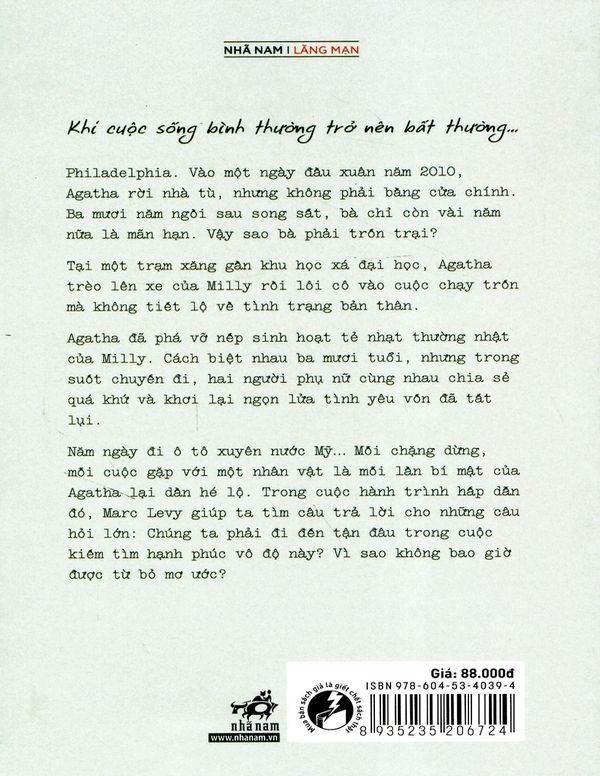 NHÃ NAM | LÃNG MẠN
Khi cuộc sống bình thường trở nên bất thường...
Philadelphia. Vào một ngày đầu xuân năm 2010,
Agatha rời nhà tù, nhưng không phải bằng cửa chính.
Ba mươi năm ngồi sau song sắt, bà chỉ còn vài năm
nữa là mãn hạn. Vậy sao bà phải trốn trại?
Tại một trạm xăng gần khu học xá đại học, Agatha
trèo lên xe của Milly rồi lôi cô vào cuộc chạy trốn
mà không tiết lộ về tình trạng bản thân.
Agatha đã phá vỡ nếp sinh hoạt tẻ nhạt thường nhật
của Milly. Cách biệt nhau ba mươi tuổi, nhưng trong
suốt chuyến đi, hai người phụ nữ cùng nhau chia sẻ
quá khứ và khơi lại ngọn lửa tình yêu vốn đã tắt
lụi.
Năm ngày đi ô tô xuyên nước Mỹ... Mỗi chặng dừng,
mỗi cuộc gặp với một nhân vật là mỗi lần bí mật của
Agatha lại dần hé lộ. Trong cuộc hành trình hấp dẫn
đó, Marc Levy giúp ta tìm câu trả lời cho những câu
hỏi lớn: Chúng ta phải đi đến tận đâu trong cuộc
kiếm tìm hạnh phúc vô độ này? Vì sao không bao giờ
được từ bỏ mơ ước?
nhã nam
www.nhanam.vn
Mua bán sách giả là giết chết sách thật
Giá: 88.000đ
ISBN 978-604-53-4039-4
8 935235 206724